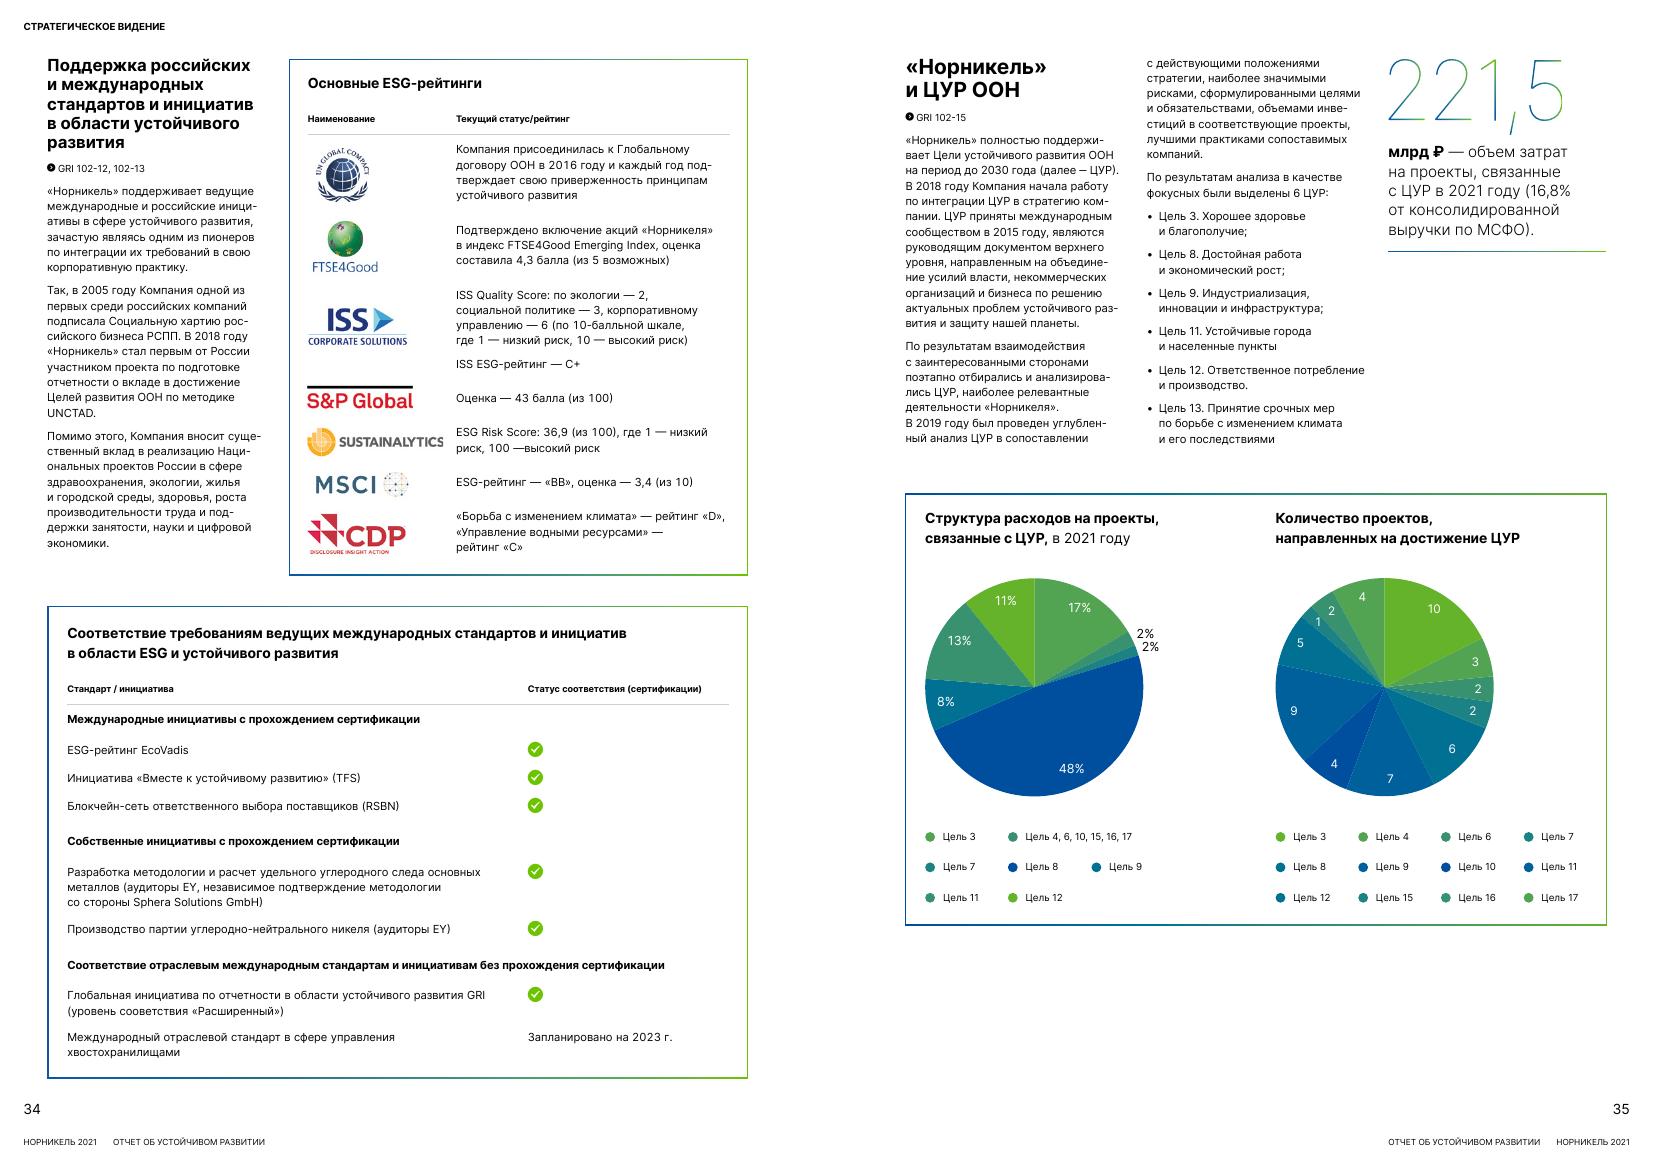 СТРАТЕГИЧЕСКОЕ ВИДЕНИЕ
Поддержка российских
и международных
стандартов и инициатив
в области устойчивого
развития
GRI 102-12, 102-13
«Норникель» поддерживает ведущие
международные и российские иници-
ативы в сфере устойчивого развития,
зачастую являясь одним из пионеров
по интеграции их требований в свою
корпоративную практику.
Так, в 2005 году Компания одной из
первых среди российских компаний
подписала Социальную хартию рос-
сийского бизнеса РСПП. В 2018 году
«Норникель» стал первым от России
участником проекта по подготовке
отчетности о вкладе в достижение
Целей развития ООН по методике
UNCTAD.
Помимо этого, Компания вносит суще-
ственный вклад в реализацию Наци-
ональных проектов России в сфере
здравоохранения, экологии, жилья
и городской среды, здоровья, роста
производительности труда и под-
держки занятости, науки и цифровой
экономики.
Основные ESG-рейтинги
Наименование
Текущий статус/рейтинг
UN GLOBAL COMPACT
Компания присоединилась к Глобальному
договору ООН в 2016 году и каждый год под-
тверждает свою приверженность принципам
устойчивого развития
FTSE4Good
Подтверждено включение акций «Норникеля»
в индекс FTSE4Good Emerging Index, оценка
составила 4,3 балла (из 5 возможных)
ISS
CORPORATE SOLUTIONS
ISS Quality Score: по экологии — 2,
социальной политике — 3, корпоративному
управлению — 6 (по 10-балльной шкале,
где 1 — низкий риск, 10 — высокий риск)
ISS ESG-рейтинг — C+
S&P Global
Оценка — 43 балла (из 100)
SUSTAINALYTICS
ESG Risk Score: 36,9 (из 100), где 1 — низкий
риск, 100 —высокий риск
MSCI
ESG-рейтинг — «BB», оценка — 3,4 (из 10)
CDP
DISCLOSURE INSIGHT ACTION
«Борьба с изменением климата» — рейтинг «D»,
«Управление водными ресурсами» —
рейтинг «C»
Соответствие требованиям ведущих международных стандартов и инициатив
в области ESG и устойчивого развития
Стандарт / инициатива
Статус соответствия (сертификации)
Международные инициативы с прохождением сертификации
ESG-рейтинг EcoVadis
Инициатива «Вместе к устойчивому развитию» (TFS)
Блокчейн-сеть ответственного выбора поставщиков (RSBN)
Собственные инициативы с прохождением сертификации
Разработка методологии и расчет удельного углеродного следа основных
металлов (аудиторы EY, независимое подтверждение методологии
со стороны Sphera Solutions GmbH)
Производство партии углеродно-нейтрального никеля (аудиторы EY)
Соответствие отраслевым международным стандартам и инициативам без прохождения сертификации
Глобальная инициатива по отчетности в области устойчивого развития GRI
(уровень сооветствия «Расширенный»)
Международный отраслевой стандарт в сфере управления
хвостохранилищами
Запланировано на 2023 г.
34
НОРНИКЕЛЬ 2021 ОТЧЕТ ОБ УСТОЙЧИВОМ РАЗВИТИИ
«Норникель»
и ЦУР ООН
GRI 102-15
«Норникель» полностью поддержи-
вает Цели устойчивого развития ООН
на период до 2030 года (далее — ЦУР).
В 2018 году Компания начала работу
по интеграции ЦУР в стратегию ком-
пании. ЦУР приняты международным
сообществом в 2015 году, являются
руководящим документом верхнего
уровня, направленным на объедине-
ние усилий власти, некоммерческих
организаций и бизнеса по решению
актуальных проблем устойчивого раз-
вития и защиту нашей планеты.
По результатам взаимодействия
с заинтересованными сторонами
поэтапно отбирались и анализирова-
лись ЦУР, наиболее релевантные
деятельности «Норникеля».
В 2019 году был проведен углублен-
ный анализ ЦУР в сопоставлении
с действующими положениями
стратегии, наиболее значимыми
рисками, сформулированными целями
и обязательствами, объемами инве-
стиций в соответствующие проекты,
лучшими практиками сопоставимых
компаний.
По результатам анализа в качестве
фокусных были выделены 6 ЦУР:
• Цель 3. Хорошее здоровье
и благополучие;
• Цель 8. Достойная работа
и экономический рост;
• Цель 9. Индустриализация,
инновации и инфраструктура;
• Цель 11. Устойчивые города
и населенные пункты
• Цель 12. Ответственное потребление
и производство.
• Цель 13. Принятие срочных мер
по борьбе с изменением климата
и его последствиями
221,5
млрд ₽ — объем затрат
на проекты, связанные
с ЦУР в 2021 году (16,8%
от консолидированной
выручки по МСФО).
Структура расходов на проекты,
связанные с ЦУР, в 2021 году
17%
2%
2%
48%
8%
13%
11%
Цель 3
Цель 4, 6, 10, 15, 16, 17
Цель 7
Цель 8
Цель 9
Цель 11
Цель 12
Количество проектов,
направленных на достижение ЦУР
10
3
2
2
6
7
4
9
5
1
2
4
Цель 3
Цель 4
Цель 6
Цель 7
Цель 8
Цель 9
Цель 10
Цель 11
Цель 12
Цель 15
Цель 16
Цель 17
35
ОТЧЕТ ОБ УСТОЙЧИВОМ РАЗВИТИИ НОРНИКЕЛЬ 2021